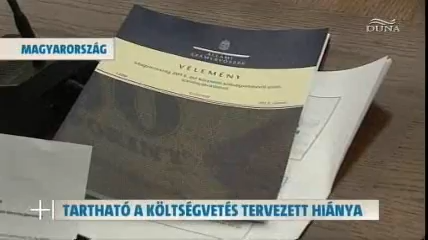 DUNA
MAGYARORSZÁG
ÁLLAMI
SZÁMVEVŐSZÉK
VÉLEMÉNY
TARTHATÓ A KÖLTSÉGVETÉS TERVEZETT HIÁNYA